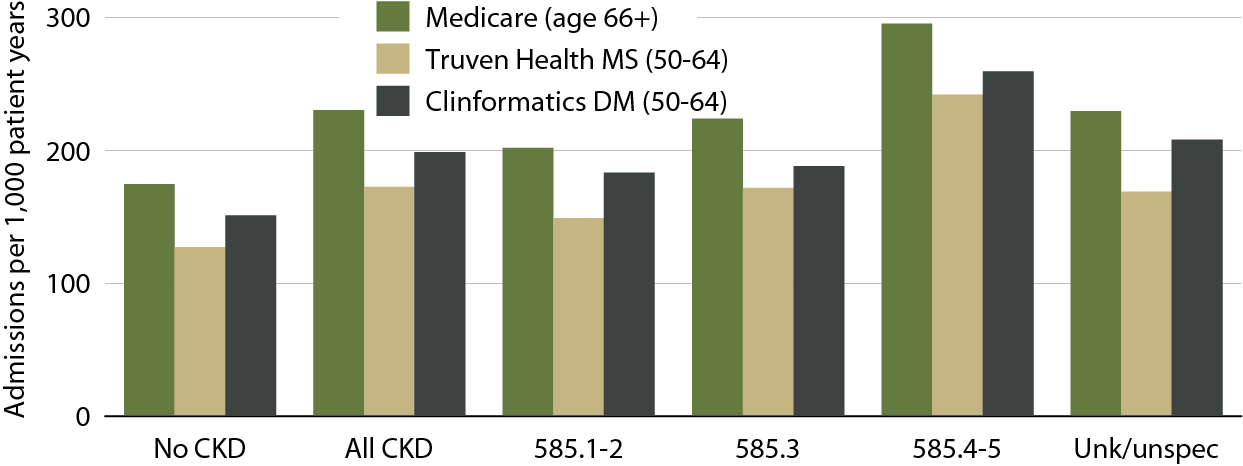 Admissions per 1,000 patient years
300
200
100
0
Medicare (age 66+)
Truven Health MS (50-64)
Clinformatics DM (50-64)
No CKD
All CKD
585.1-2
585.3
585.4-5
Unk/unspec